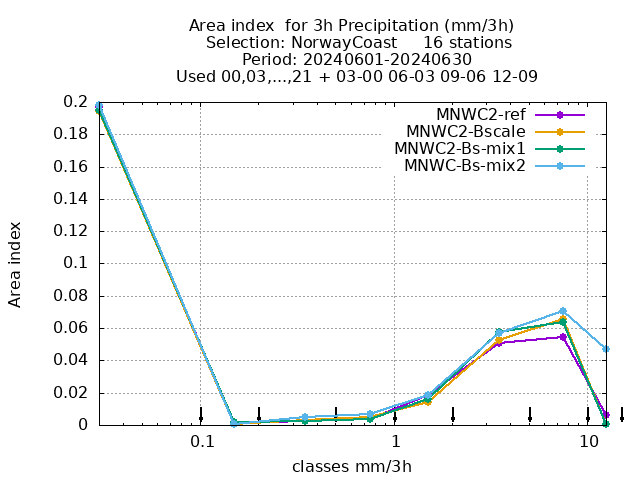 Area index  for 3h Precipitation (mm/3h)
Selection: NorwayCoast     16 stations
Period: 20240601-20240630
Used 00,03,...,21 + 03-00 06-03 09-06 12-09
MNWC2-ref
MNWC2-Bscale
MNWC2-Bs-mix1
MNWC-Bs-mix2
0.2
0.18
0.16
0.14
0.12
0.1
0.08
0.06
0.04
0.02
0
Area index
0.1 1 10
classes mm/3h